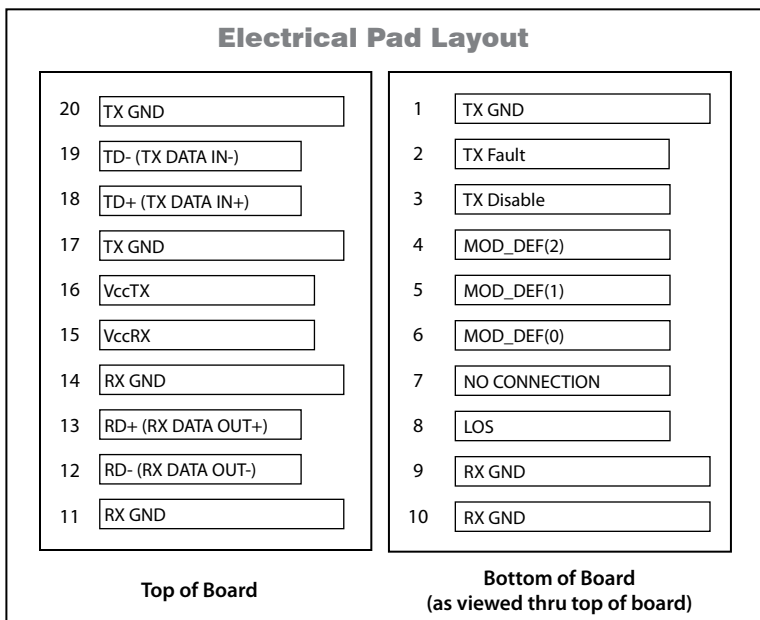 Electrical Pad Layout
20 TX GND
19 TD- (TX DATA IN-)
18 TD+ (TX DATA IN+)
17 TX GND
16 VccTX
15 VccRX
14 RX GND
13 RD+ (RX DATA OUT+)
12 RD- (RX DATA OUT-)
11 RX GND
Top of Board
1 TX GND
2 TX Fault
3 TX Disable
4 MOD_DEF(2)
5 MOD_DEF(1)
6 MOD_DEF(0)
7 NO CONNECTION
8 LOS
9 RX GND
10 RX GND
Bottom of Board
(as viewed thru top of board)